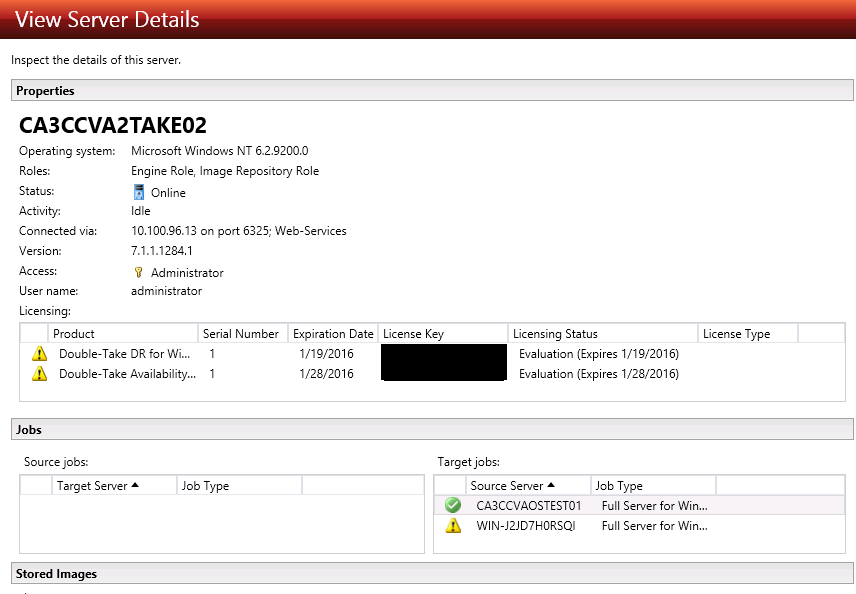 View Server Details
Inspect the details of this server.
Properties
CA3CCVA2TAKE02
Operating system: Microsoft Windows NT 6.2.9200.0
Roles: Engine Role, Image Repository Role
Status: Online
Activity: Idle
Connected via: 10.100.96.13 on port 6325; Web-Services
Version: 7.1.1.1284.1
Access: Administrator
User name: administrator
Licensing:
Product Serial Number Expiration Date License Key Licensing Status License Type
Double-Take DR for Wi... 1 1/19/2016 Evaluation (Expires 1/19/2016)
Double-Take Availability... 1 1/28/2016 Evaluation (Expires 1/28/2016)
Jobs
Source jobs: Target jobs:
Target Server Job Type Source Server Job Type
CA3CCVAOSTEST01 Full Server for Win...
WIN-J2JD7H0RSQI Full Server for Win...
Stored Images